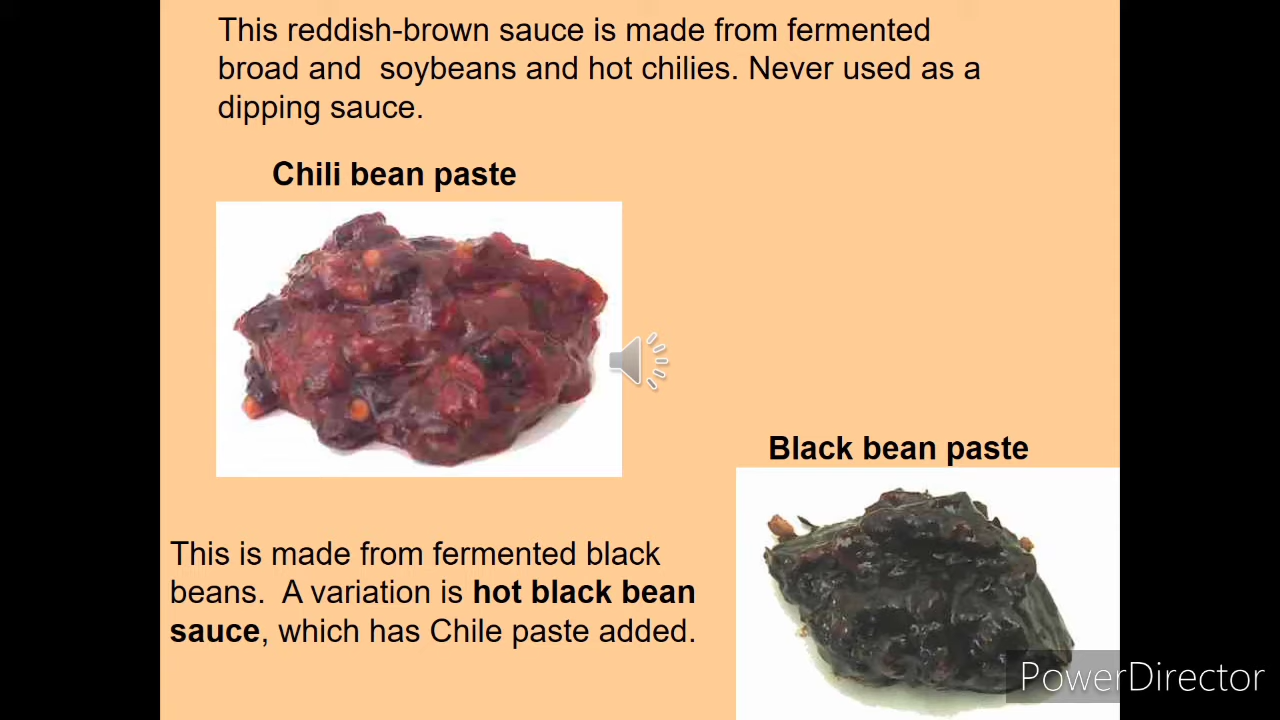 This reddish-brown sauce is made from fermented
broad and  soybeans and hot chilies. Never used as a
dipping sauce.
Chili bean paste
Black bean paste
This is made from fermented black
beans.  A variation is hot black bean
sauce, which has Chile paste added.
PowerDirector